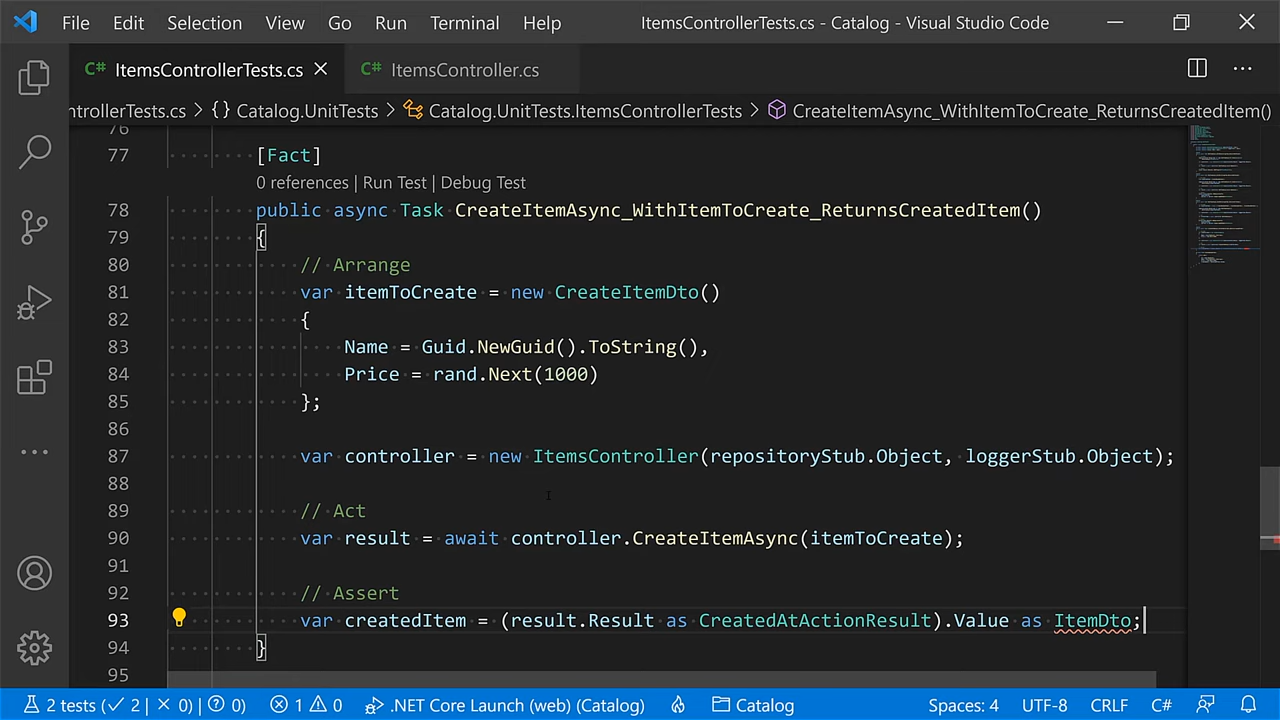 File Edit Selection View Go Run Terminal Help ItemsControllerTests.cs - Catalog - Visual Studio Code
C# ItemsControllerTests.cs C# ItemsController.cs
ntrollerTests.cs > {} Catalog.UnitTests > Catalog.UnitTests.ItemsControllerTests > CreateItemAsync_WithItemToCreate_ReturnsCreatedItem()
76
77 [Fact]
0 references | Run Test | Debug Test
78 public async Task CreateItemAsync_WithItemToCreate_ReturnsCreatedItem()
79 {
80 // Arrange
81 var itemToCreate = new CreateItemDto()
82 {
83 Name = Guid.NewGuid().ToString(),
84 Price = rand.Next(1000)
85 };
86
87 var controller = new ItemsController(repositoryStub.Object, loggerStub.Object);
88
89 // Act
90 var result = await controller.CreateItemAsync(itemToCreate);
91
92 // Assert
93 var createdItem = (result.Result as CreatedAtActionResult).Value as ItemDto;
94 }
95
2 tests (✓ 2 | × 0) | ? 0) 1 0 .NET Core Launch (web) (Catalog) Catalog Spaces: 4 UTF-8 CRLF C#